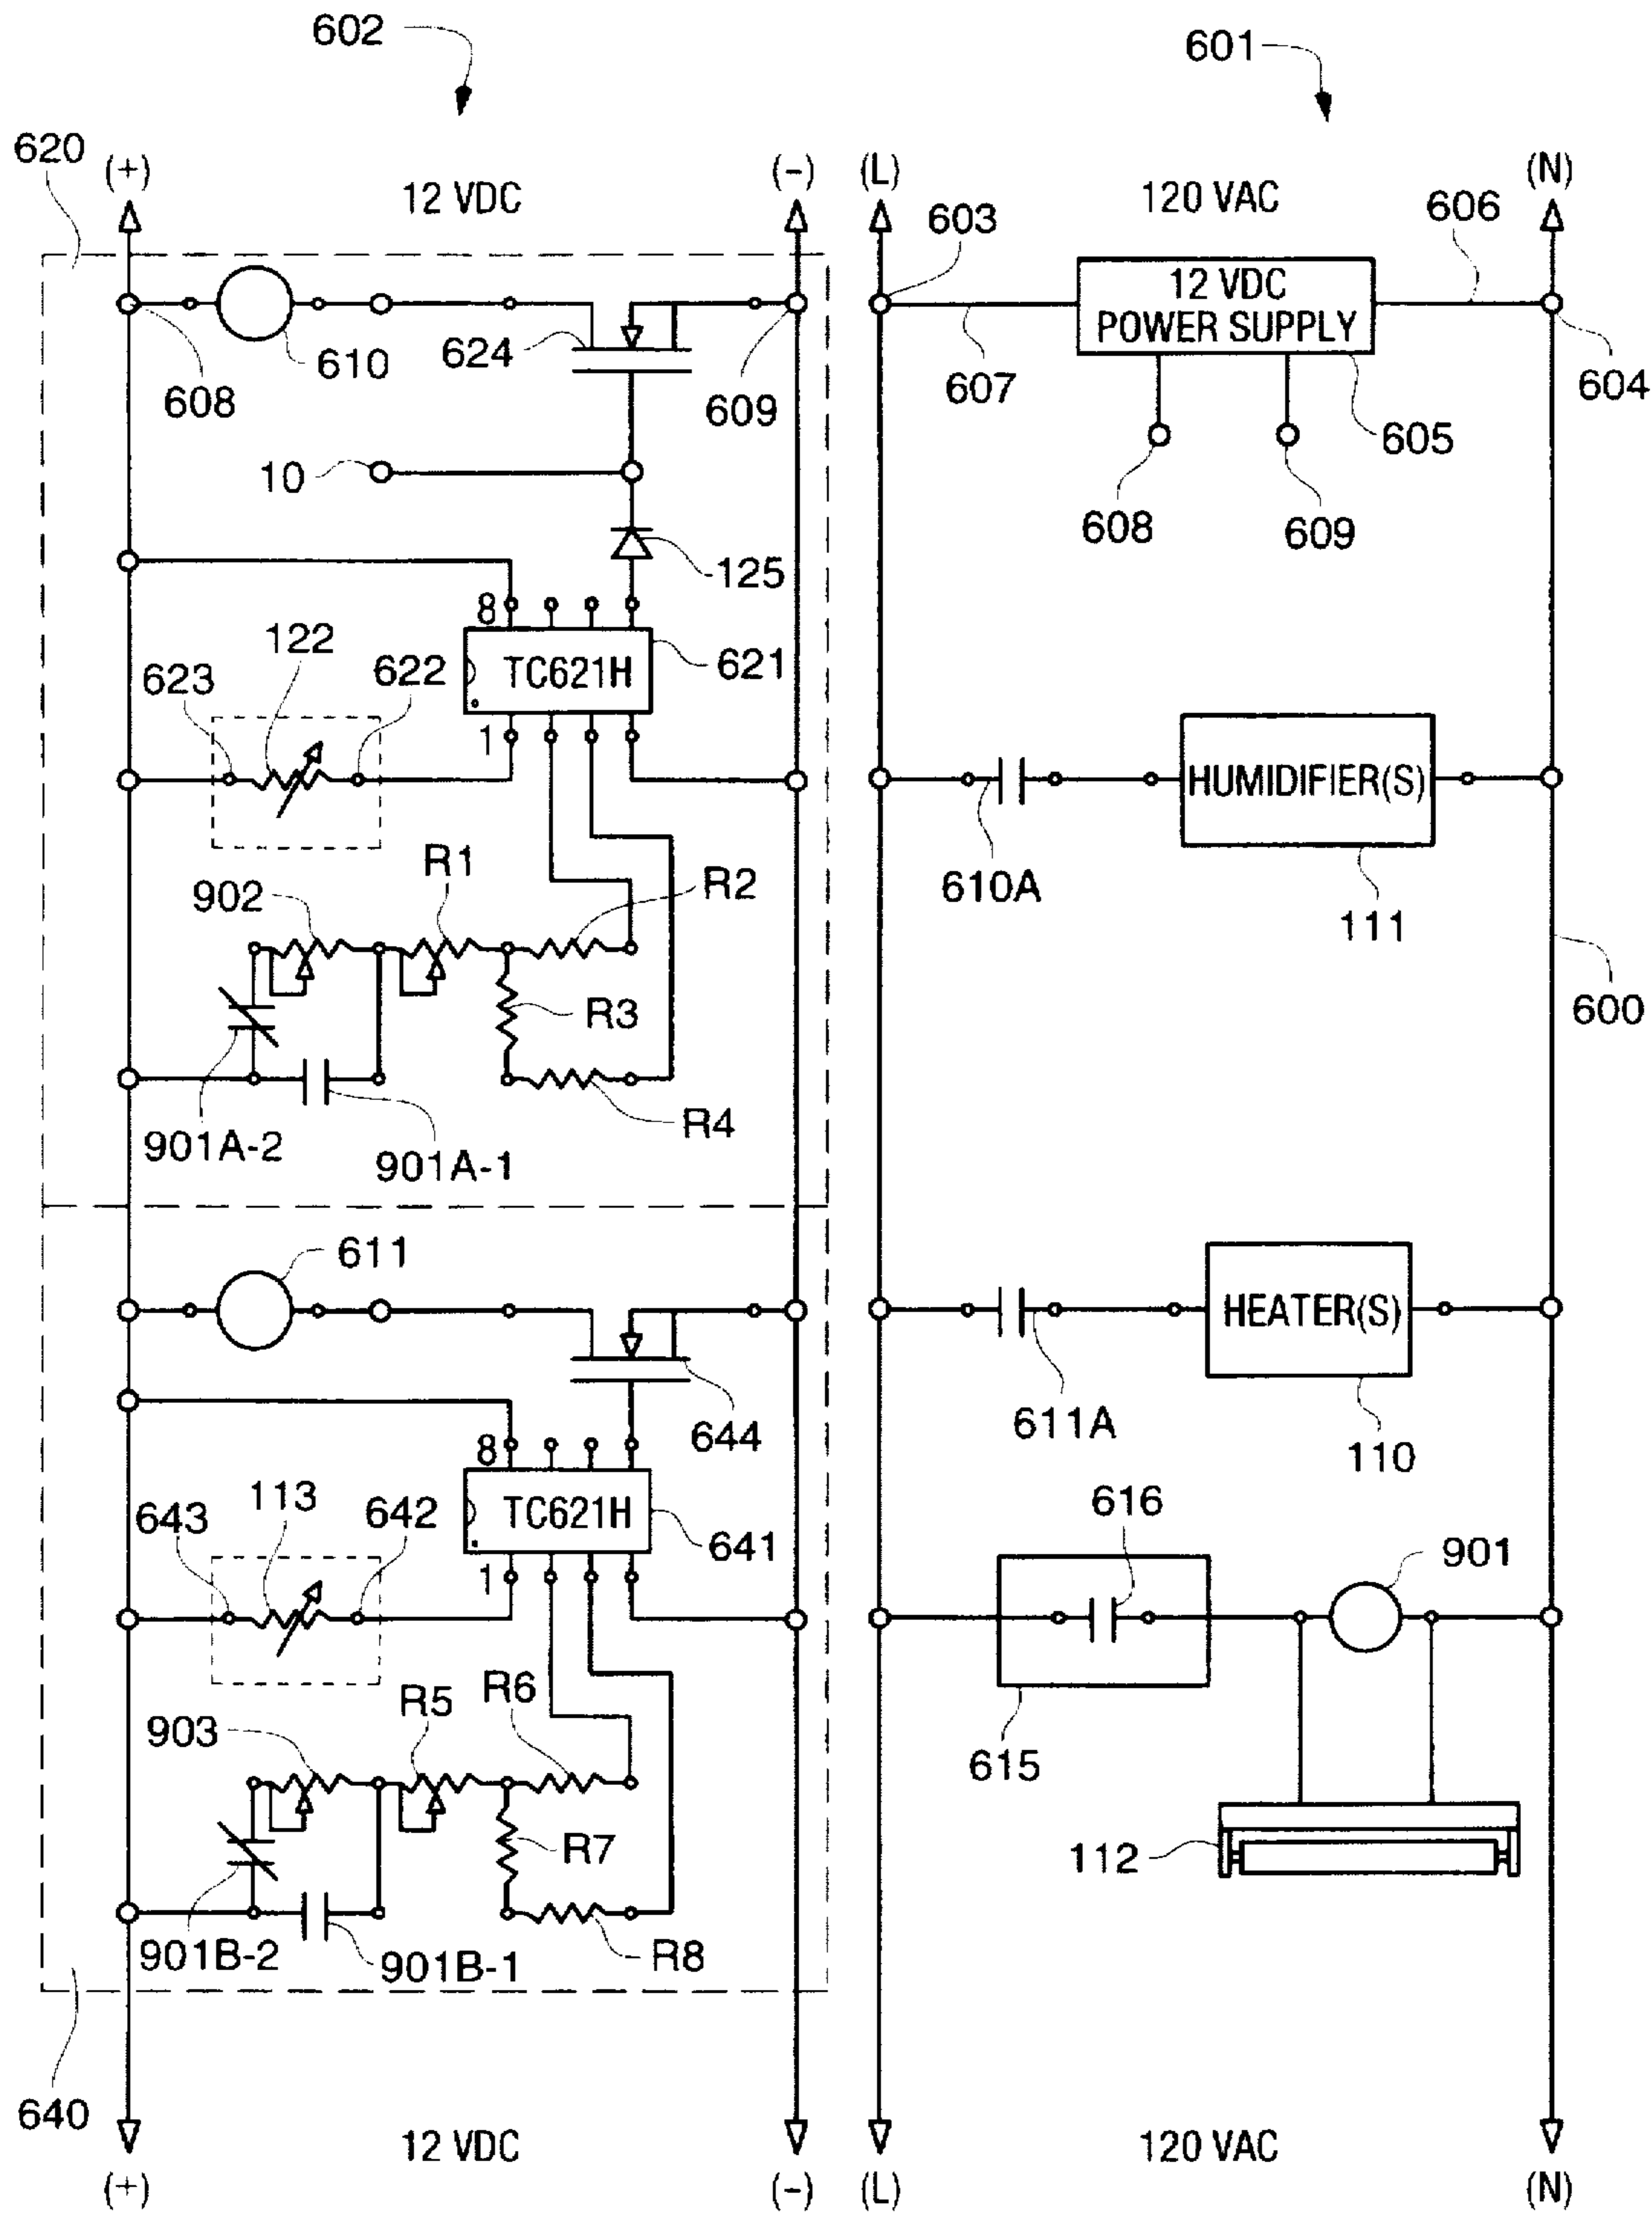 602
601
620
(+)
12 VDC
(-)
(L)
120 VAC
(N)
603
606
12 VDC
POWER SUPPLY
624
610
608
609
607
604
605
10
608
609
125
8
TC621H
621
122
623
622
1
HUMIDIFIER(S)
R1
R2
902
610A
111
R3
600
R4
901A-2
901A-1
611
HEATER(S)
644
611A
110
8
TC621H
641
113
643
642
616
901
1
R5
R6
903
615
R7
112
901B-2
901B-1
R8
640
12 VDC
120 VAC
(+)
(-)
(L)
(N)